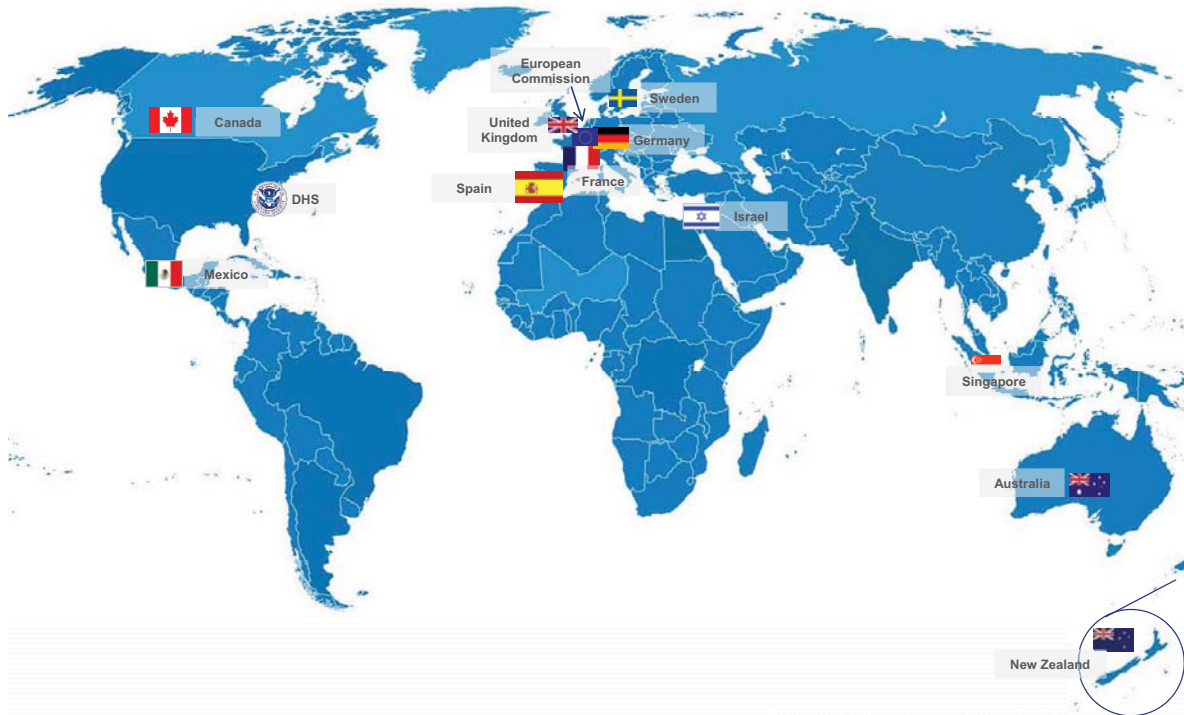 European
Commission
Sweden
Canada
United
Kingdom
Germany
France
Spain
DHS
Israel
Mexico
Singapore
Australia
New Zealand